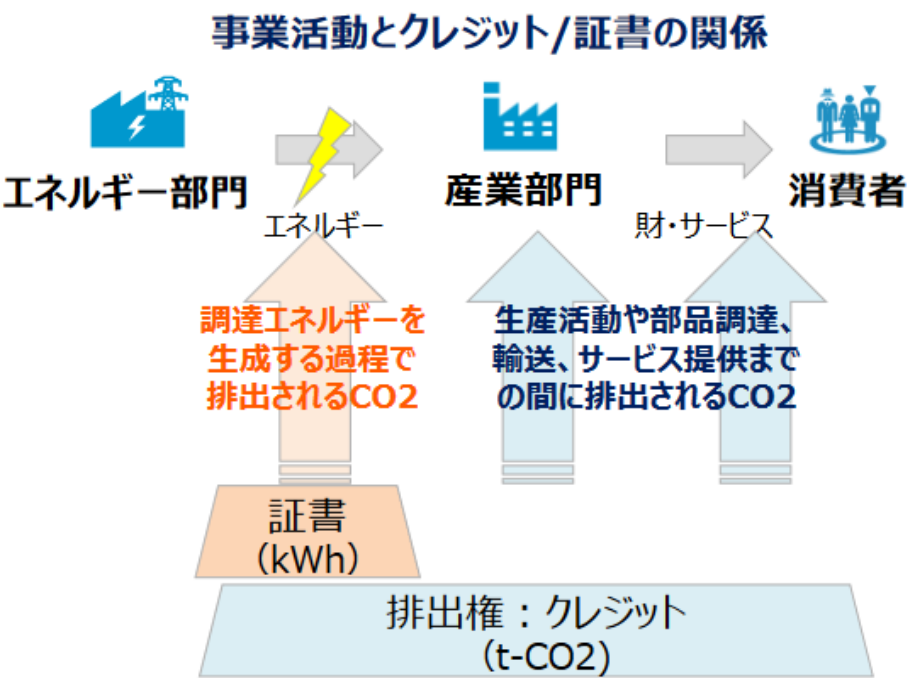 事業活動とクレジット/証書の関係
エネルギー部門
産業部門
消費者
エネルギー
財・サービス
調達エネルギーを
生成する過程で
排出されるCO2
生産活動や部品調達、
輸送、サービス提供まで
の間に排出されるCO2
証書
（kWh）
排出権：クレジット
（t-CO2)